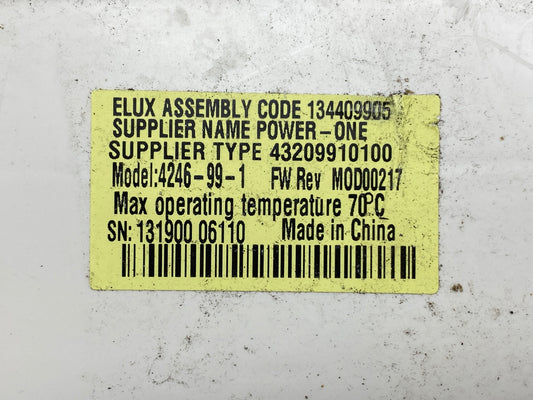 ELUX ASSEMBLY CODE 134409905
SUPPLIER NAME POWER-ONE
SUPPLIER TYPE 43209910100
Model:4246-99-1 FW Rev MOD00217
Max operating temperature 70°C
SN: 131900 06110 Made in China